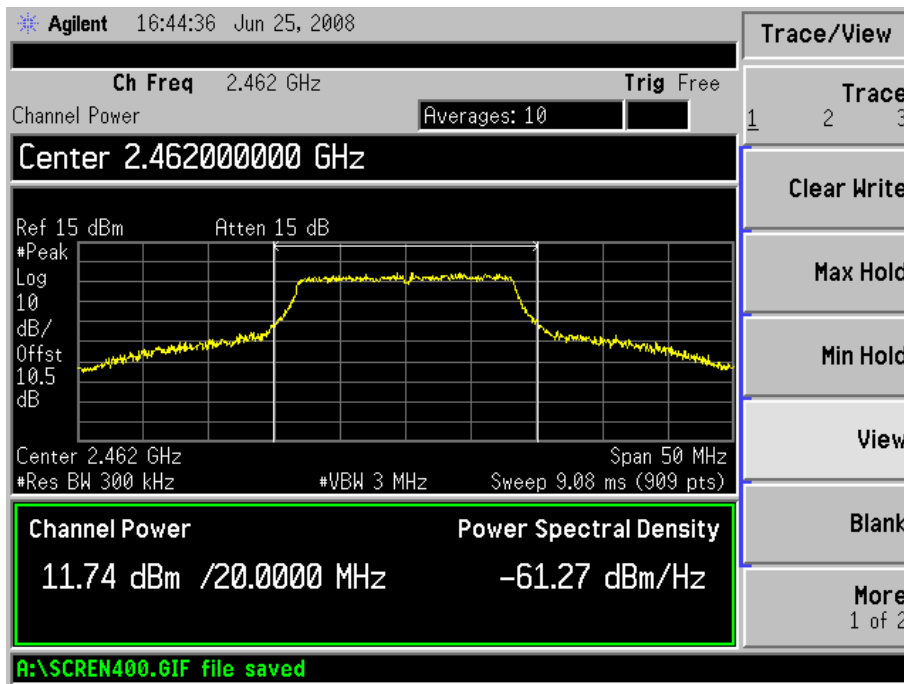 Agilent 16:44:36 Jun 25, 2008
Trace/View
Ch Freq 2.462 GHz Trig Free
Channel Power Averages: 10
Trace
1 2 3
Center 2.462000000 GHz
Clear Write
Ref 15 dBm Atten 15 dB
#Peak
Log
10
dB/
Offst
10.5
dB
Max Hold
Min Hold
View
Center 2.462 GHz Span 50 MHz
#Res BW 300 kHz #VBW 3 MHz Sweep 9.08 ms (909 pts)
Channel Power Power Spectral Density
11.74 dBm /20.0000 MHz -61.27 dBm/Hz
Blank
More
1 of 2
A:\SCREN400.GIF file saved